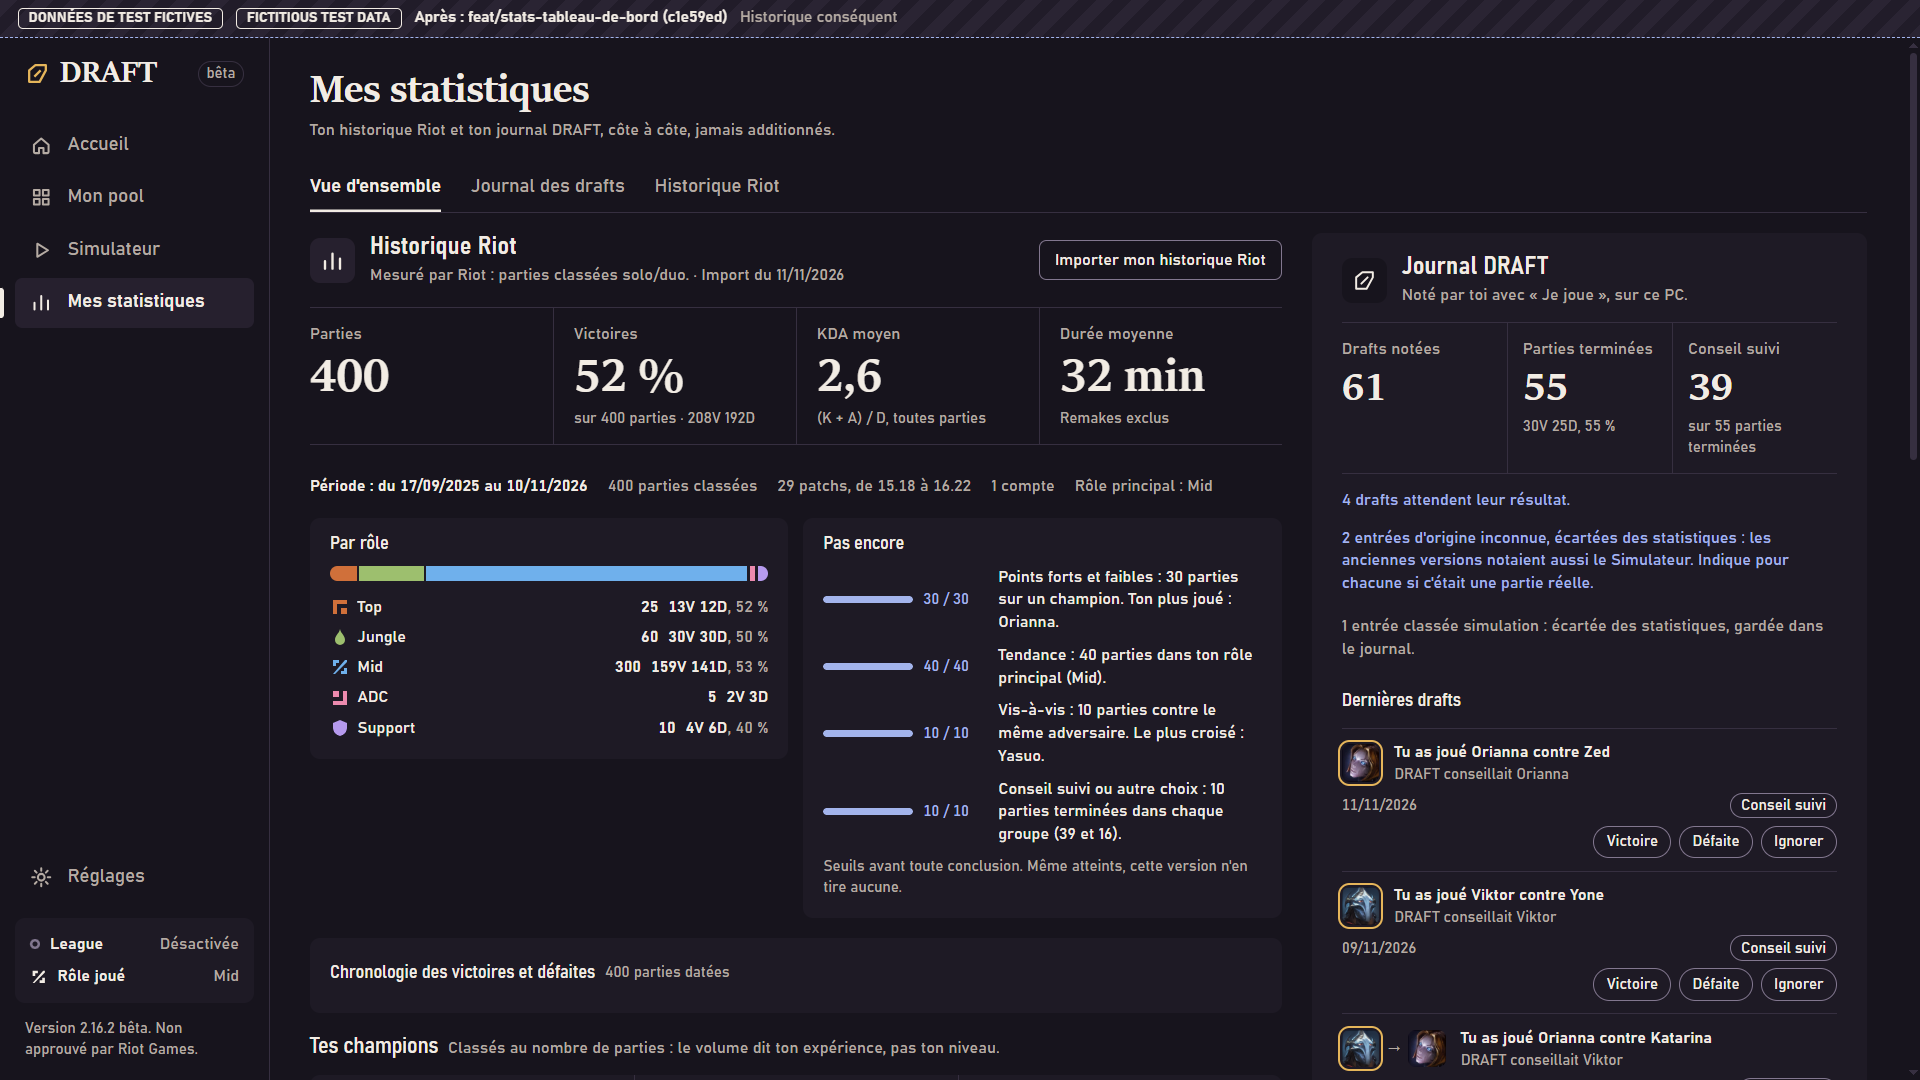 DONNÉES DE TEST FICTIVES FICTITIOUS TEST DATA Après : feat/stats-tableau-de-bord (c1e59ed) Historique conséquent
DRAFT bêta
Accueil
Mon pool
Simulateur
Mes statistiques
Réglages
League Désactivée
Rôle joué Mid
Version 2.16.2 bêta. Non
approuvé par Riot Games.
Mes statistiques
Ton historique Riot et ton journal DRAFT, côte à côte, jamais additionnés.
Vue d'ensemble Journal des drafts Historique Riot
Historique Riot
Mesuré par Riot : parties classées solo/duo. · Import du 11/11/2026
Importer mon historique Riot
Parties
400
Victoires
52 %
sur 400 parties · 208V 192D
KDA moyen
2,6
(K + A) / D, toutes parties
Durée moyenne
32 min
Remakes exclus
Période : du 17/09/2025 au 10/11/2026 400 parties classées 29 patchs, de 15.18 à 16.22 1 compte Rôle principal : Mid
Par rôle
Top 25 13V 12D, 52 %
Jungle 60 30V 30D, 50 %
Mid 300 159V 141D, 53 %
ADC 5 2V 3D
Support 10 4V 6D, 40 %
Pas encore
30 / 30
Points forts et faibles : 30 parties
sur un champion. Ton plus joué :
Orianna.
40 / 40
Tendance : 40 parties dans ton rôle
principal (Mid).
10 / 10
Vis-à-vis : 10 parties contre le
même adversaire. Le plus croisé :
Yasuo.
10 / 10
Conseil suivi ou autre choix : 10
parties terminées dans chaque
groupe (39 et 16).
Seuils avant toute conclusion. Même atteints, cette version n'en
tire aucune.
Chronologie des victoires et défaites 400 parties datées
Tes champions Classés au nombre de parties : le volume dit ton expérience, pas ton niveau.
Journal DRAFT
Noté par toi avec « Je joue », sur ce PC.
Drafts notées
61
Parties terminées
55
30V 25D, 55 %
Conseil suivi
39
sur 55 parties
terminées
4 drafts attendent leur résultat.
2 entrées d'origine inconnue, écartées des statistiques : les
anciennes versions notaient aussi le Simulateur. Indique pour
chacune si c'était une partie réelle.
1 entrée classée simulation : écartée des statistiques, gardée dans
le journal.
Dernières drafts
Tu as joué Orianna contre Zed
DRAFT conseillait Orianna
11/11/2026 Conseil suivi
Victoire Défaite Ignorer
Tu as joué Viktor contre Yone
DRAFT conseillait Viktor
09/11/2026 Conseil suivi
Victoire Défaite Ignorer
→ Tu as joué Orianna contre Katarina
DRAFT conseillait Viktor